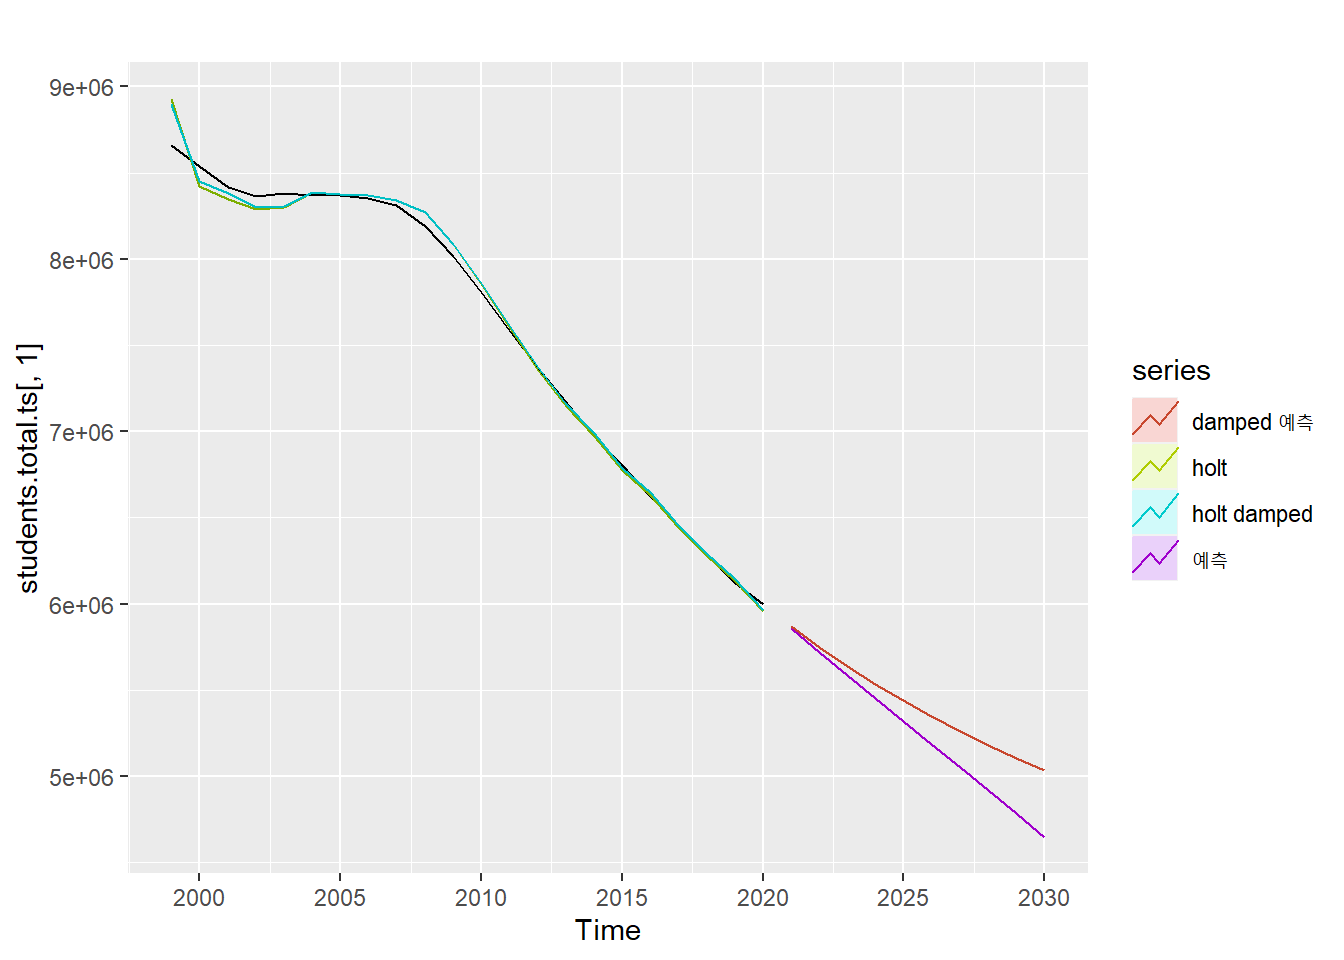 9e+06
8e+06
7e+06
6e+06
5e+06
students.total.ts[, 1]
2000 2005 2010 2015 2020 2025 2030
Time
series
damped 예측
holt
holt damped
예측